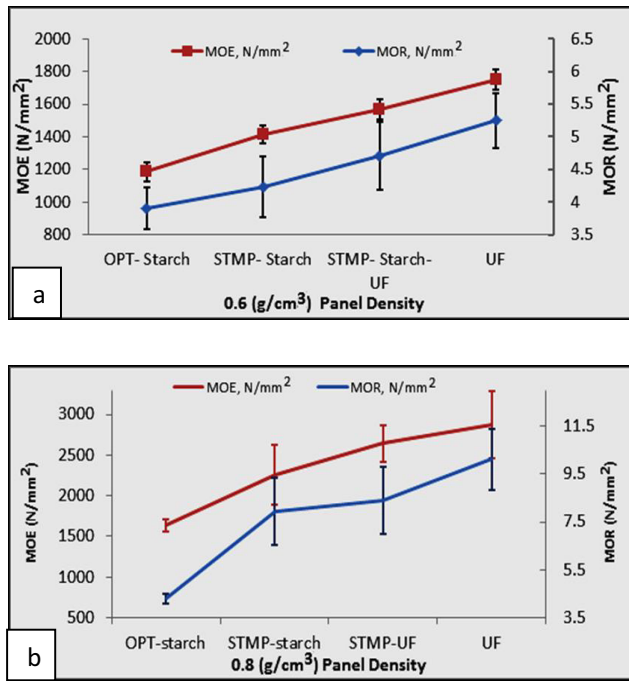 2000
1800
1600
1400
1200
1000
800
MOE (N/mm²)
MOE, N/mm²
MOR, N/mm²
6.5
6
5.5
5
4.5
4
3.5
MOR (N/mm²)
OPT- Starch
STMP- Starch
STMP- Starch-
UF
UF
0.6 (g/cm³) Panel Density
a
3000
2500
2000
1500
1000
500
MOE (N/mm²)
MOE, N/mm²
MOR, N/mm²
11.5
9.5
7.5
5.5
3.5
MOR (N/mm²)
OPT-starch
STMP-starch
STMP-UF
UF
0.8 (g/cm³) Panel Density
b